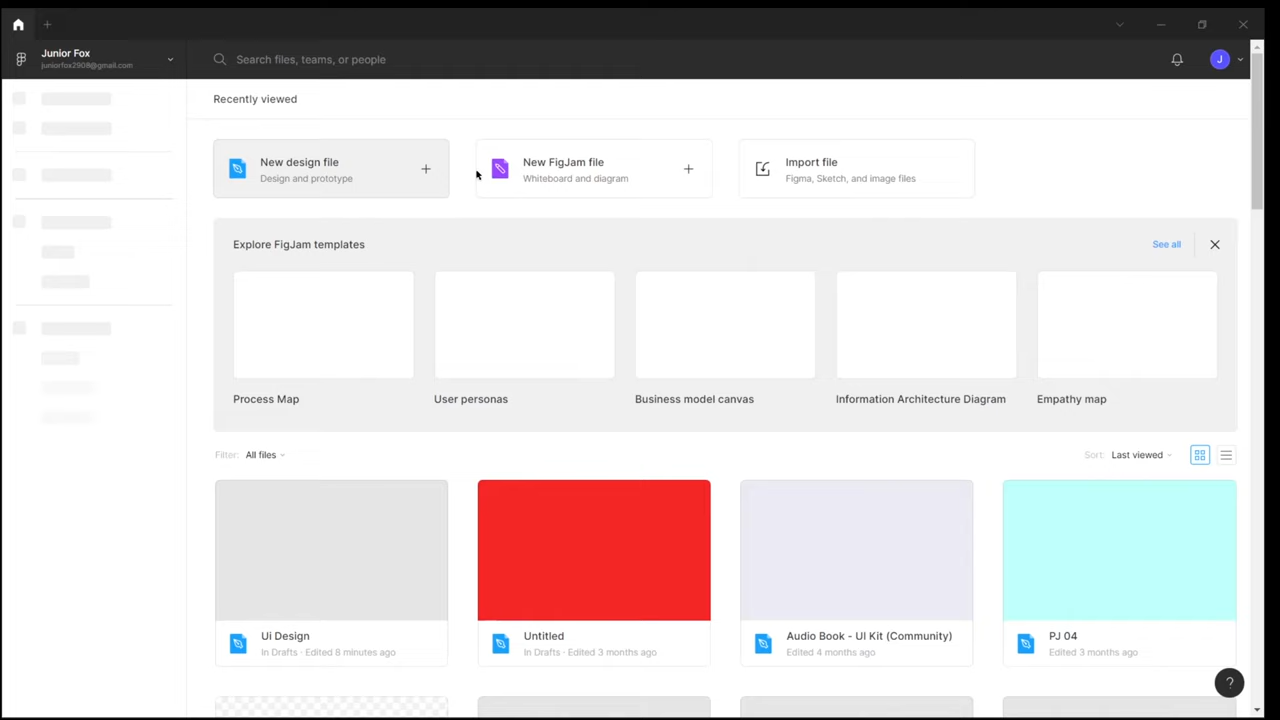 Junior Fox
juniorfox2908@gmail.com
Search files, teams, or people
J
Recently viewed
New design file
Design and prototype
New FigJam file
Whiteboard and diagram
Import file
Figma, Sketch, and image files
Explore FigJam templates
See all
Process Map
User personas
Business model canvas
Information Architecture Diagram
Empathy map
Filter: All files
Sort: Last viewed
Ui Design
In Drafts · Edited 8 minutes ago
Untitled
In Drafts · Edited 3 months ago
Audio Book - UI Kit (Community)
Edited 4 months ago
PJ 04
Edited 3 months ago
?